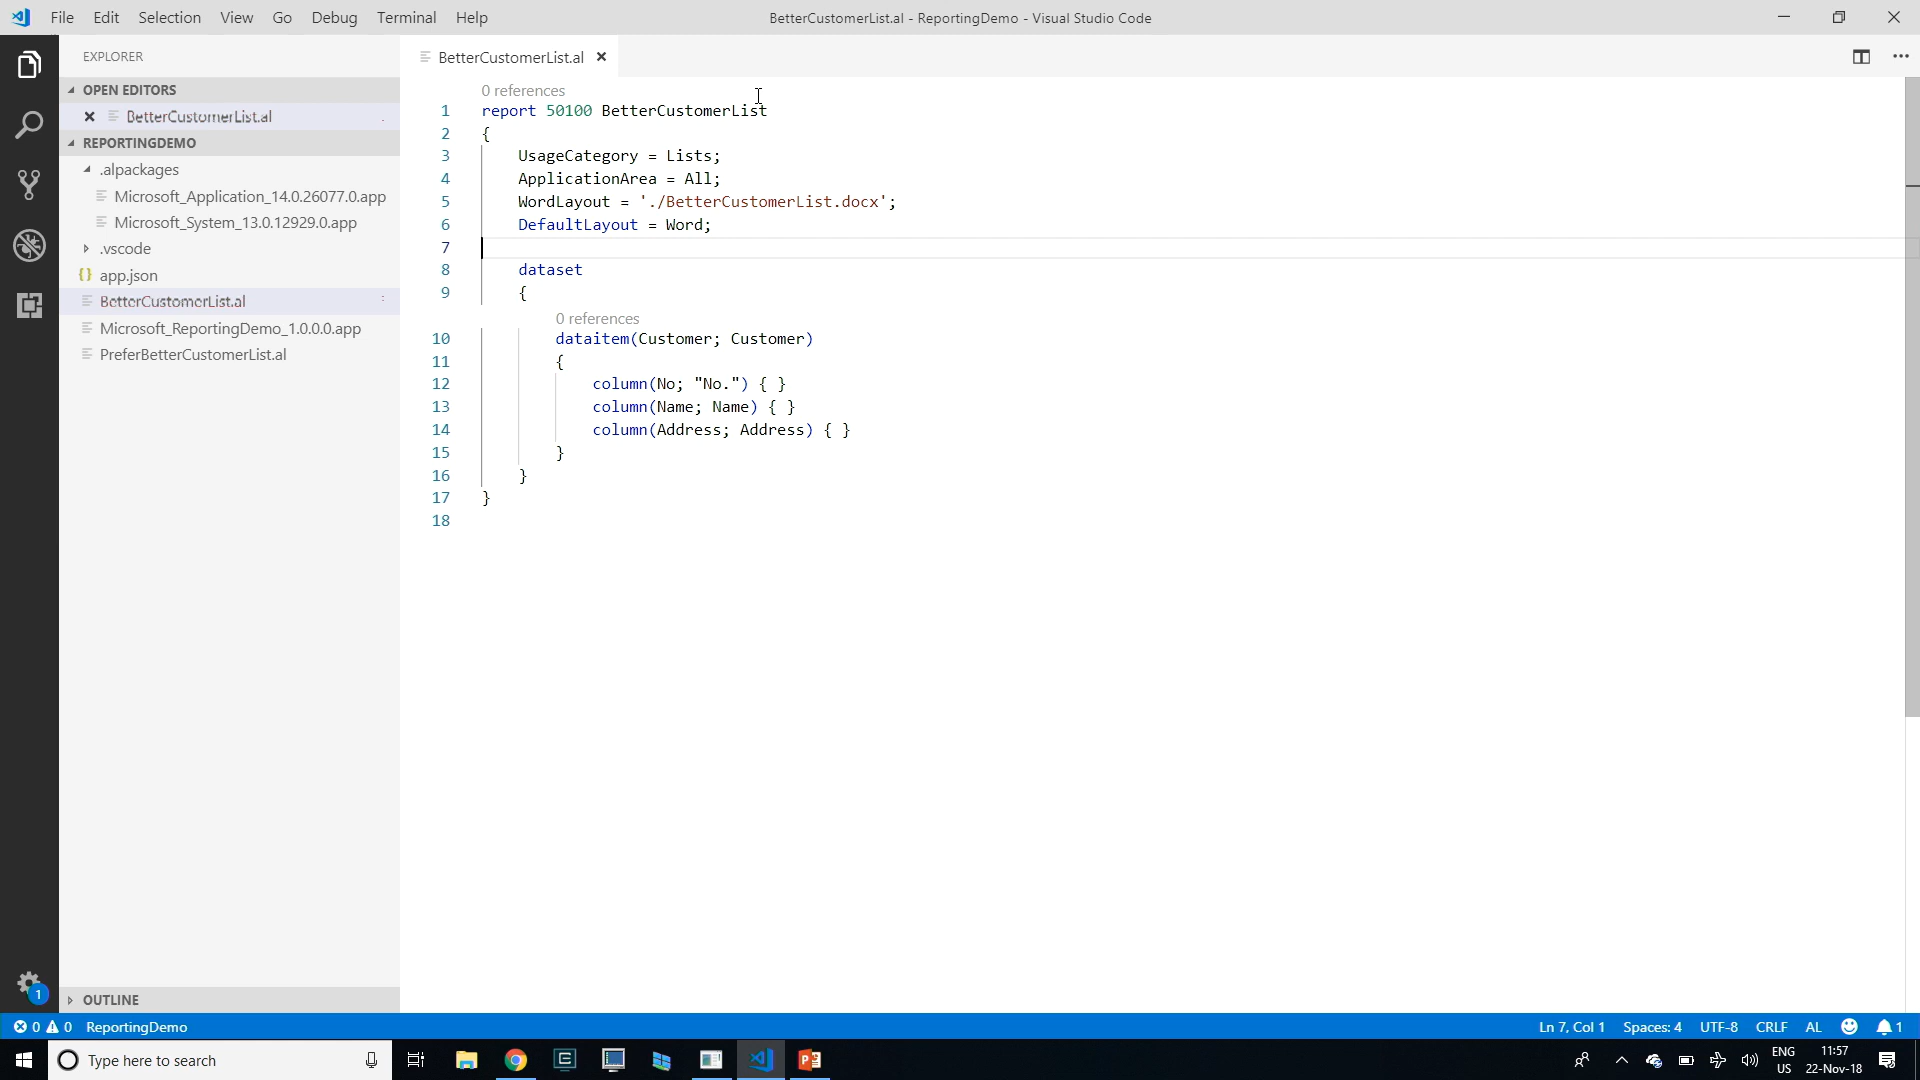 File Edit Selection View Go Debug Terminal Help
BetterCustomerList.al - ReportingDemo - Visual Studio Code
EXPLORER
OPEN EDITORS
BetterCustomerList.al
REPORTINGDEMO
.alpackages
Microsoft_Application_14.0.26077.0.app
Microsoft_System_13.0.12929.0.app
.vscode
{} app.json
BetterCustomerList.al
Microsoft_ReportingDemo_1.0.0.0.app
PreferBetterCustomerList.al
OUTLINE
BetterCustomerList.al
0 references
1 report 50100 BetterCustomerList
2 {
3 UsageCategory = Lists;
4 ApplicationArea = All;
5 WordLayout = './BetterCustomerList.docx';
6 DefaultLayout = Word;
7
8 dataset
9 {
0 references
10 dataitem(Customer; Customer)
11 {
12 column(No; "No.") { }
13 column(Name; Name) { }
14 column(Address; Address) { }
15 }
16 }
17 }
18
1
0 0 ReportingDemo
Ln 7, Col 1 Spaces: 4 UTF-8 CRLF AL 1
Type here to search
ENG
US
11:57
22-Nov-18